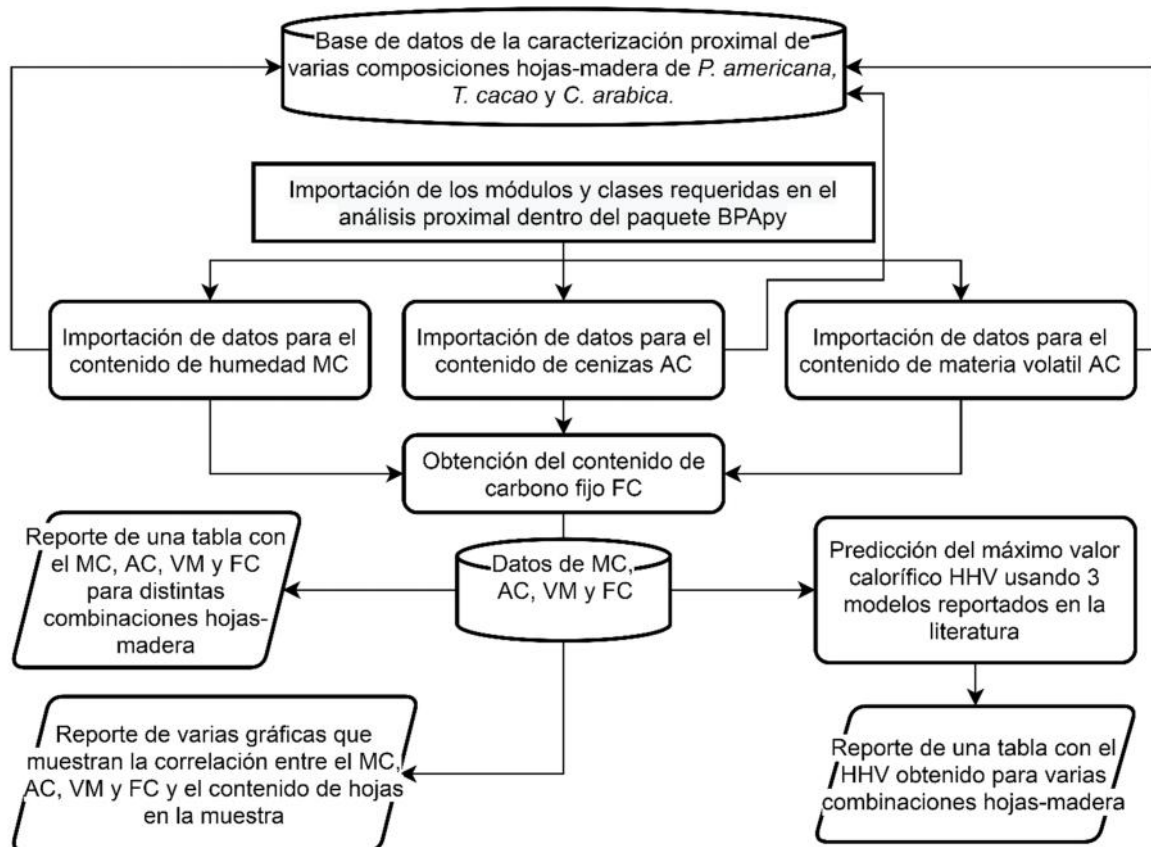 Base de datos de la caracterización proximal de
varias composiciones hojas-madera de P. americana,
T. cacao y C. arabica.
Importación de los módulos y clases requeridas en el
análisis proximal dentro del paquete BPApy
Importación de datos para el
contenido de humedad MC
Importación de datos para el
contenido de cenizas AC
Importación de datos para el
contenido de materia volatil AC
Obtención del contenido de
carbono fijo FC
Reporte de una tabla con
el MC, AC, VM y FC
para distintas
combinaciones hojas-
madera
Datos de MC,
AC, VM y FC
Predicción del máximo valor
calorífico HHV usando 3
modelos reportados en la
literatura
Reporte de varias gráficas que
muestran la correlación entre el MC,
AC, VM y FC y el contenido de hojas
en la muestra
Reporte de una tabla con el
HHV obtenido para varias
combinaciones hojas-madera